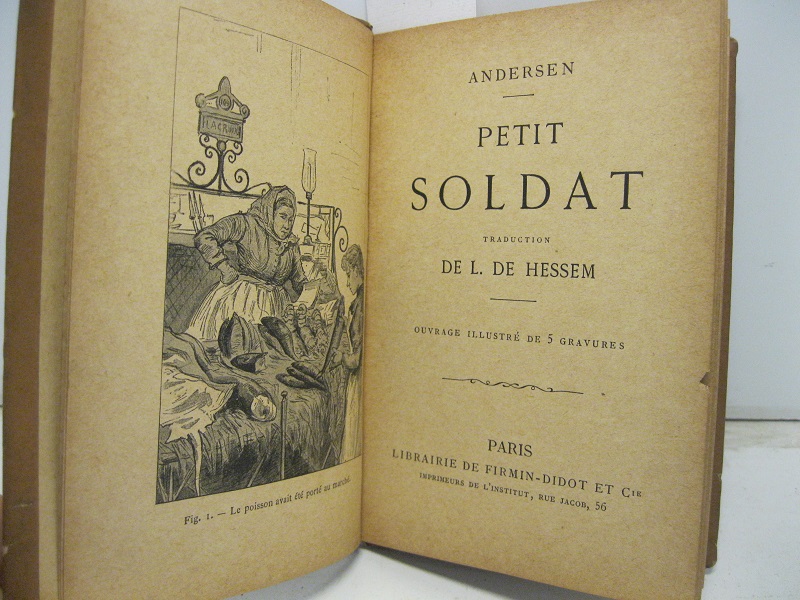 Fig. 1. — Le poisson avait été porté au marché.
ANDERSEN
PETIT
SOLDAT
TRADUCTION
DE L. DE HESSEM
OUVRAGE ILLUSTRÉ DE 5 GRAVURES
PARIS
LIBRAIRIE DE FIRMIN-DIDOT ET Cie
IMPRIMEURS DE L'INSTITUT, RUE JACOB, 56